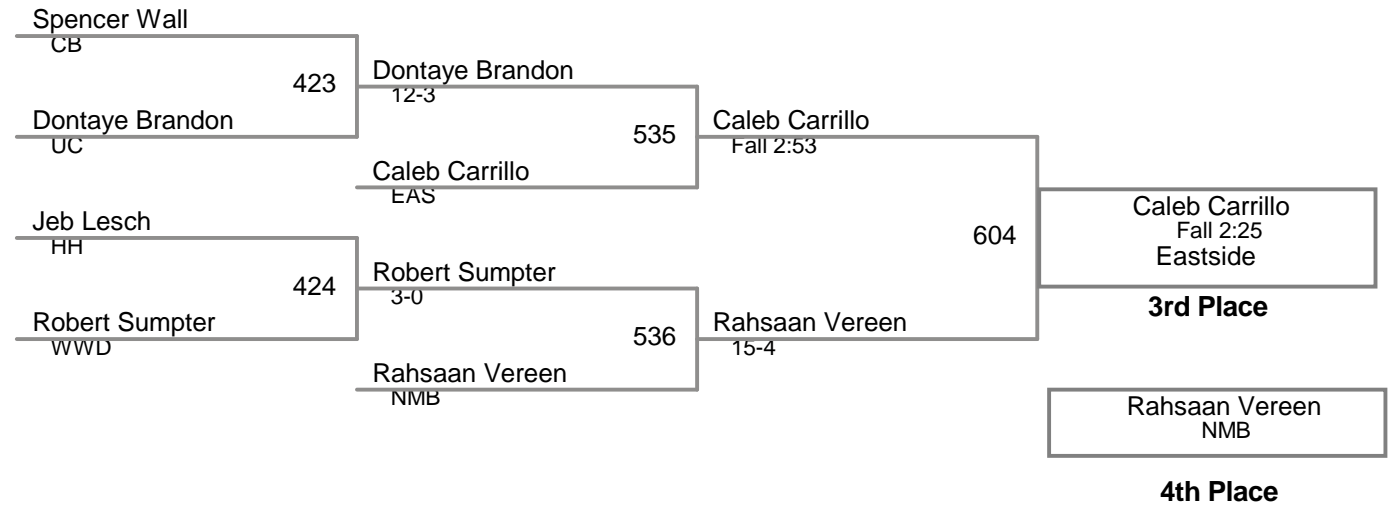 Spencer Wall
CB
423
Dontaye Brandon
12-3
Dontaye Brandon
UC
535
Caleb Carrillo
Fall 2:53
Caleb Carrillo
EAS
Jeb Lesch
HH
604
Caleb Carrillo
Fall 2:25
Eastside
3rd Place
424
Robert Sumpter
3-0
Robert Sumpter
WWD
536
Rahsaan Vereen
15-4
Rahsaan Vereen
NMB
Rahsaan Vereen
NMB
4th Place